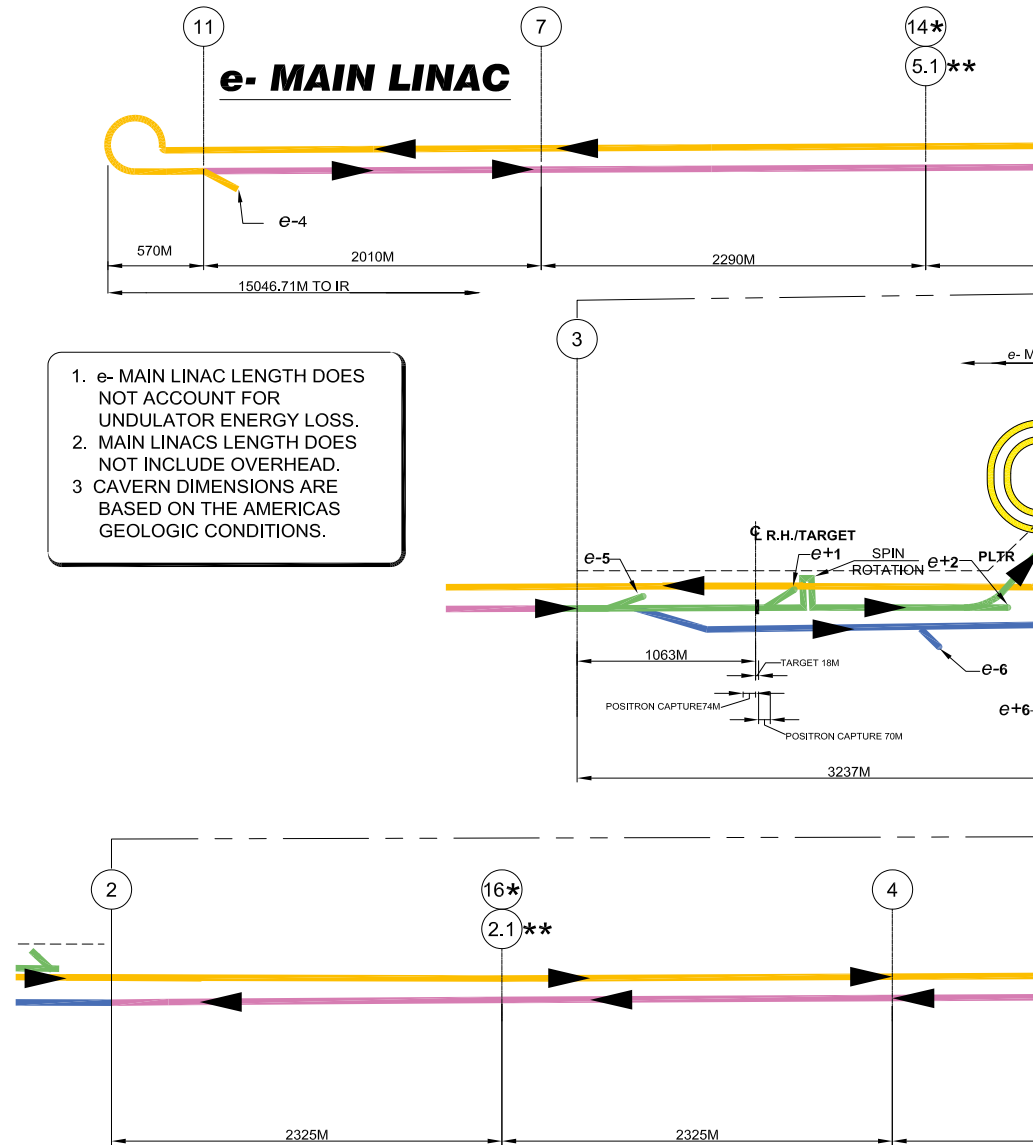 11
7
14*
5.1**
e- MAIN LINAC
e-4
570M
2010M
2290M
15046.71M TO IR
3
e- M
1. e- MAIN LINAC LENGTH DOES
NOT ACCOUNT FOR
UNDULATOR ENERGY LOSS.
2. MAIN LINACS LENGTH DOES
NOT INCLUDE OVERHEAD.
3 CAVERN DIMENSIONS ARE
BASED ON THE AMERICAS
GEOLOGIC CONDITIONS.
℄ R.H./TARGET
e-5
e+1
SPIN
ROTATION
e+2
PLTR
1063M
TARGET 18M
e-6
POSITRON CAPTURE74M
e+6
POSITRON CAPTURE 70M
3237M
2
16*
2.1**
4
2325M
2325M